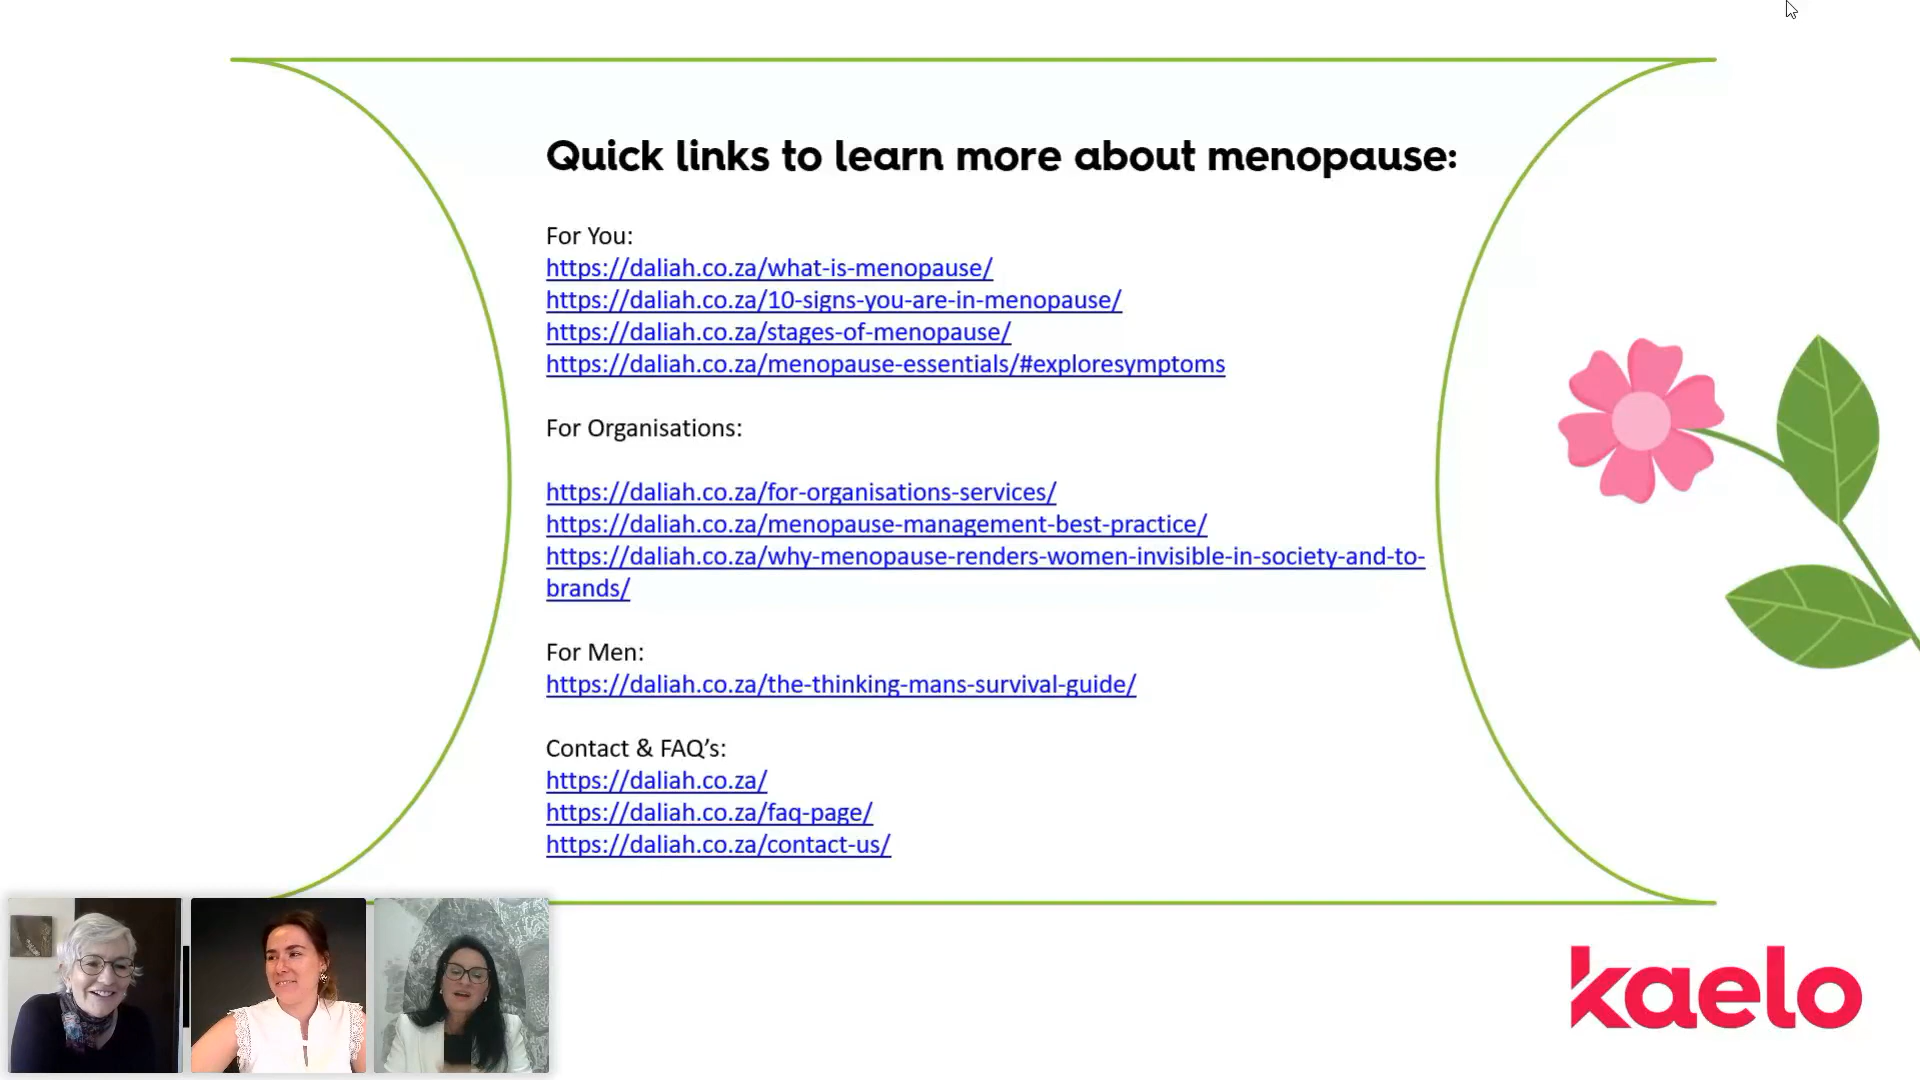 Quick links to learn more about menopause:
For You:
https://daliah.co.za/what-is-menopause/
https://daliah.co.za/10-signs-you-are-in-menopause/
https://daliah.co.za/stages-of-menopause/
https://daliah.co.za/menopause-essentials/#exploresymptoms
For Organisations:
https://daliah.co.za/for-organisations-services/
https://daliah.co.za/menopause-management-best-practice/
https://daliah.co.za/why-menopause-renders-women-invisible-in-society-and-to-
brands/
For Men:
https://daliah.co.za/the-thinking-mans-survival-guide/
Contact & FAQ’s:
https://daliah.co.za/
https://daliah.co.za/faq-page/
https://daliah.co.za/contact-us/
kaelo